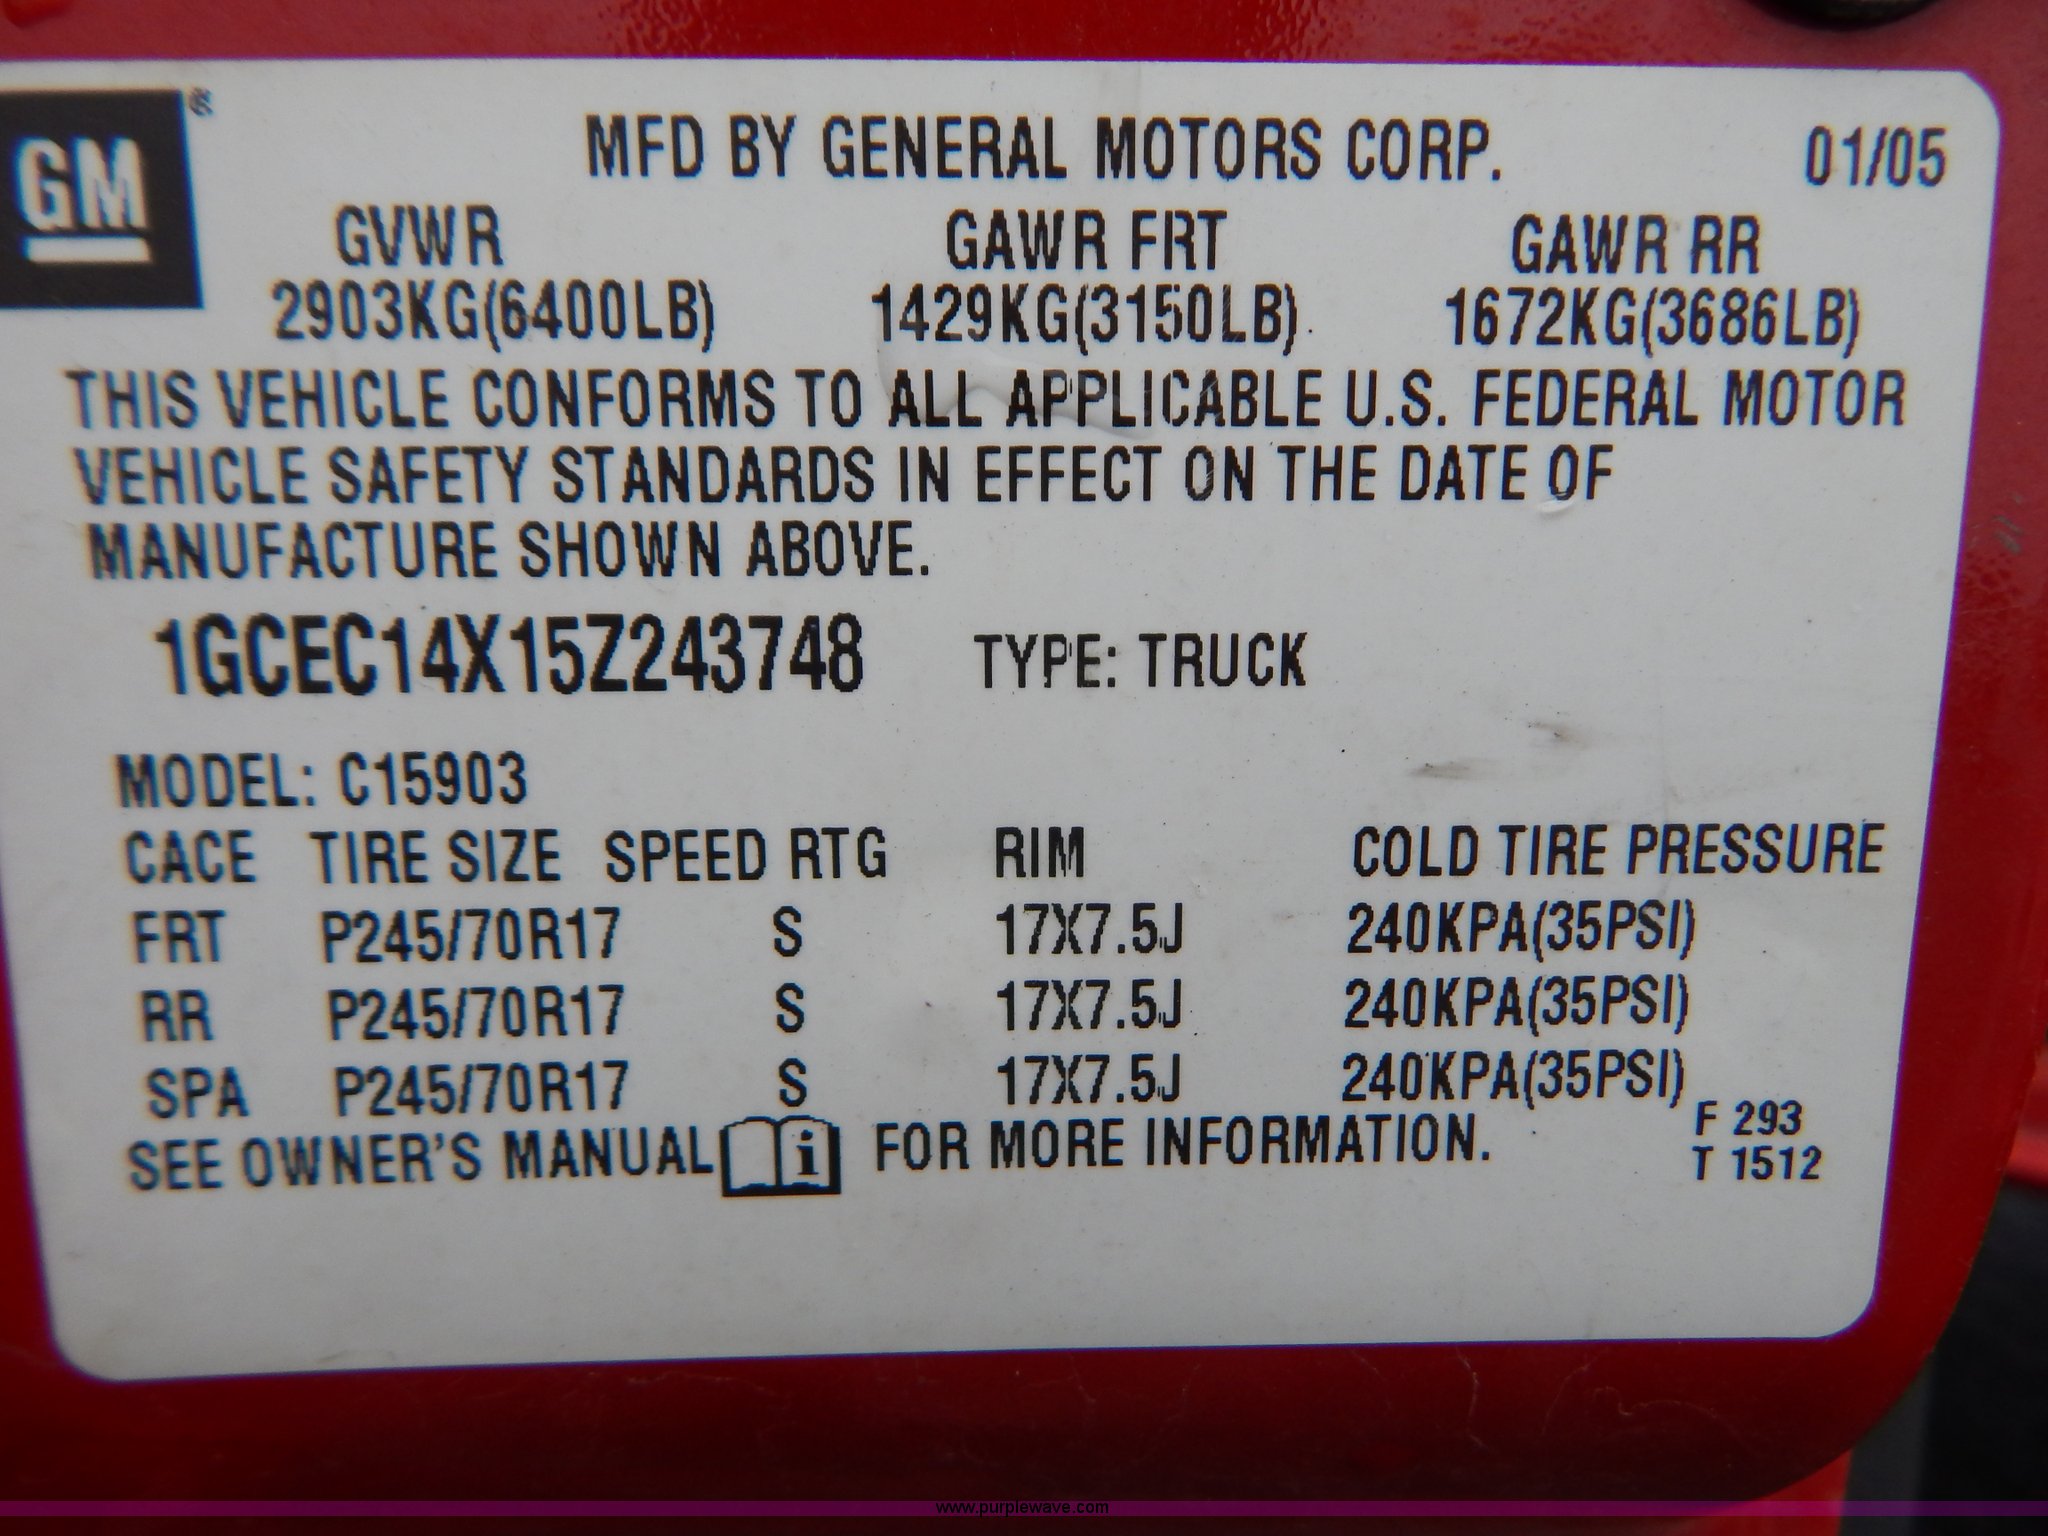 GM®
MFD BY GENERAL MOTORS CORP. 01/05
GVWR GAWR FRT GAWR RR
2903KG(6400LB) 1429KG(3150LB) 1672KG(3686LB)
THIS VEHICLE CONFORMS TO ALL APPLICABLE U.S. FEDERAL MOTOR
VEHICLE SAFETY STANDARDS IN EFFECT ON THE DATE OF
MANUFACTURE SHOWN ABOVE.
1GCEC14X15Z243748 TYPE: TRUCK
MODEL: C15903
CACE TIRE SIZE SPEED RTG RIM COLD TIRE PRESSURE
FRT P245/70R17 S 17X7.5J 240KPA(35PSI)
RR P245/70R17 S 17X7.5J 240KPA(35PSI)
SPA P245/70R17 S 17X7.5J 240KPA(35PSI)
SEE OWNER'S MANUAL i FOR MORE INFORMATION.
F 293
T 1512
www.purplewave.com